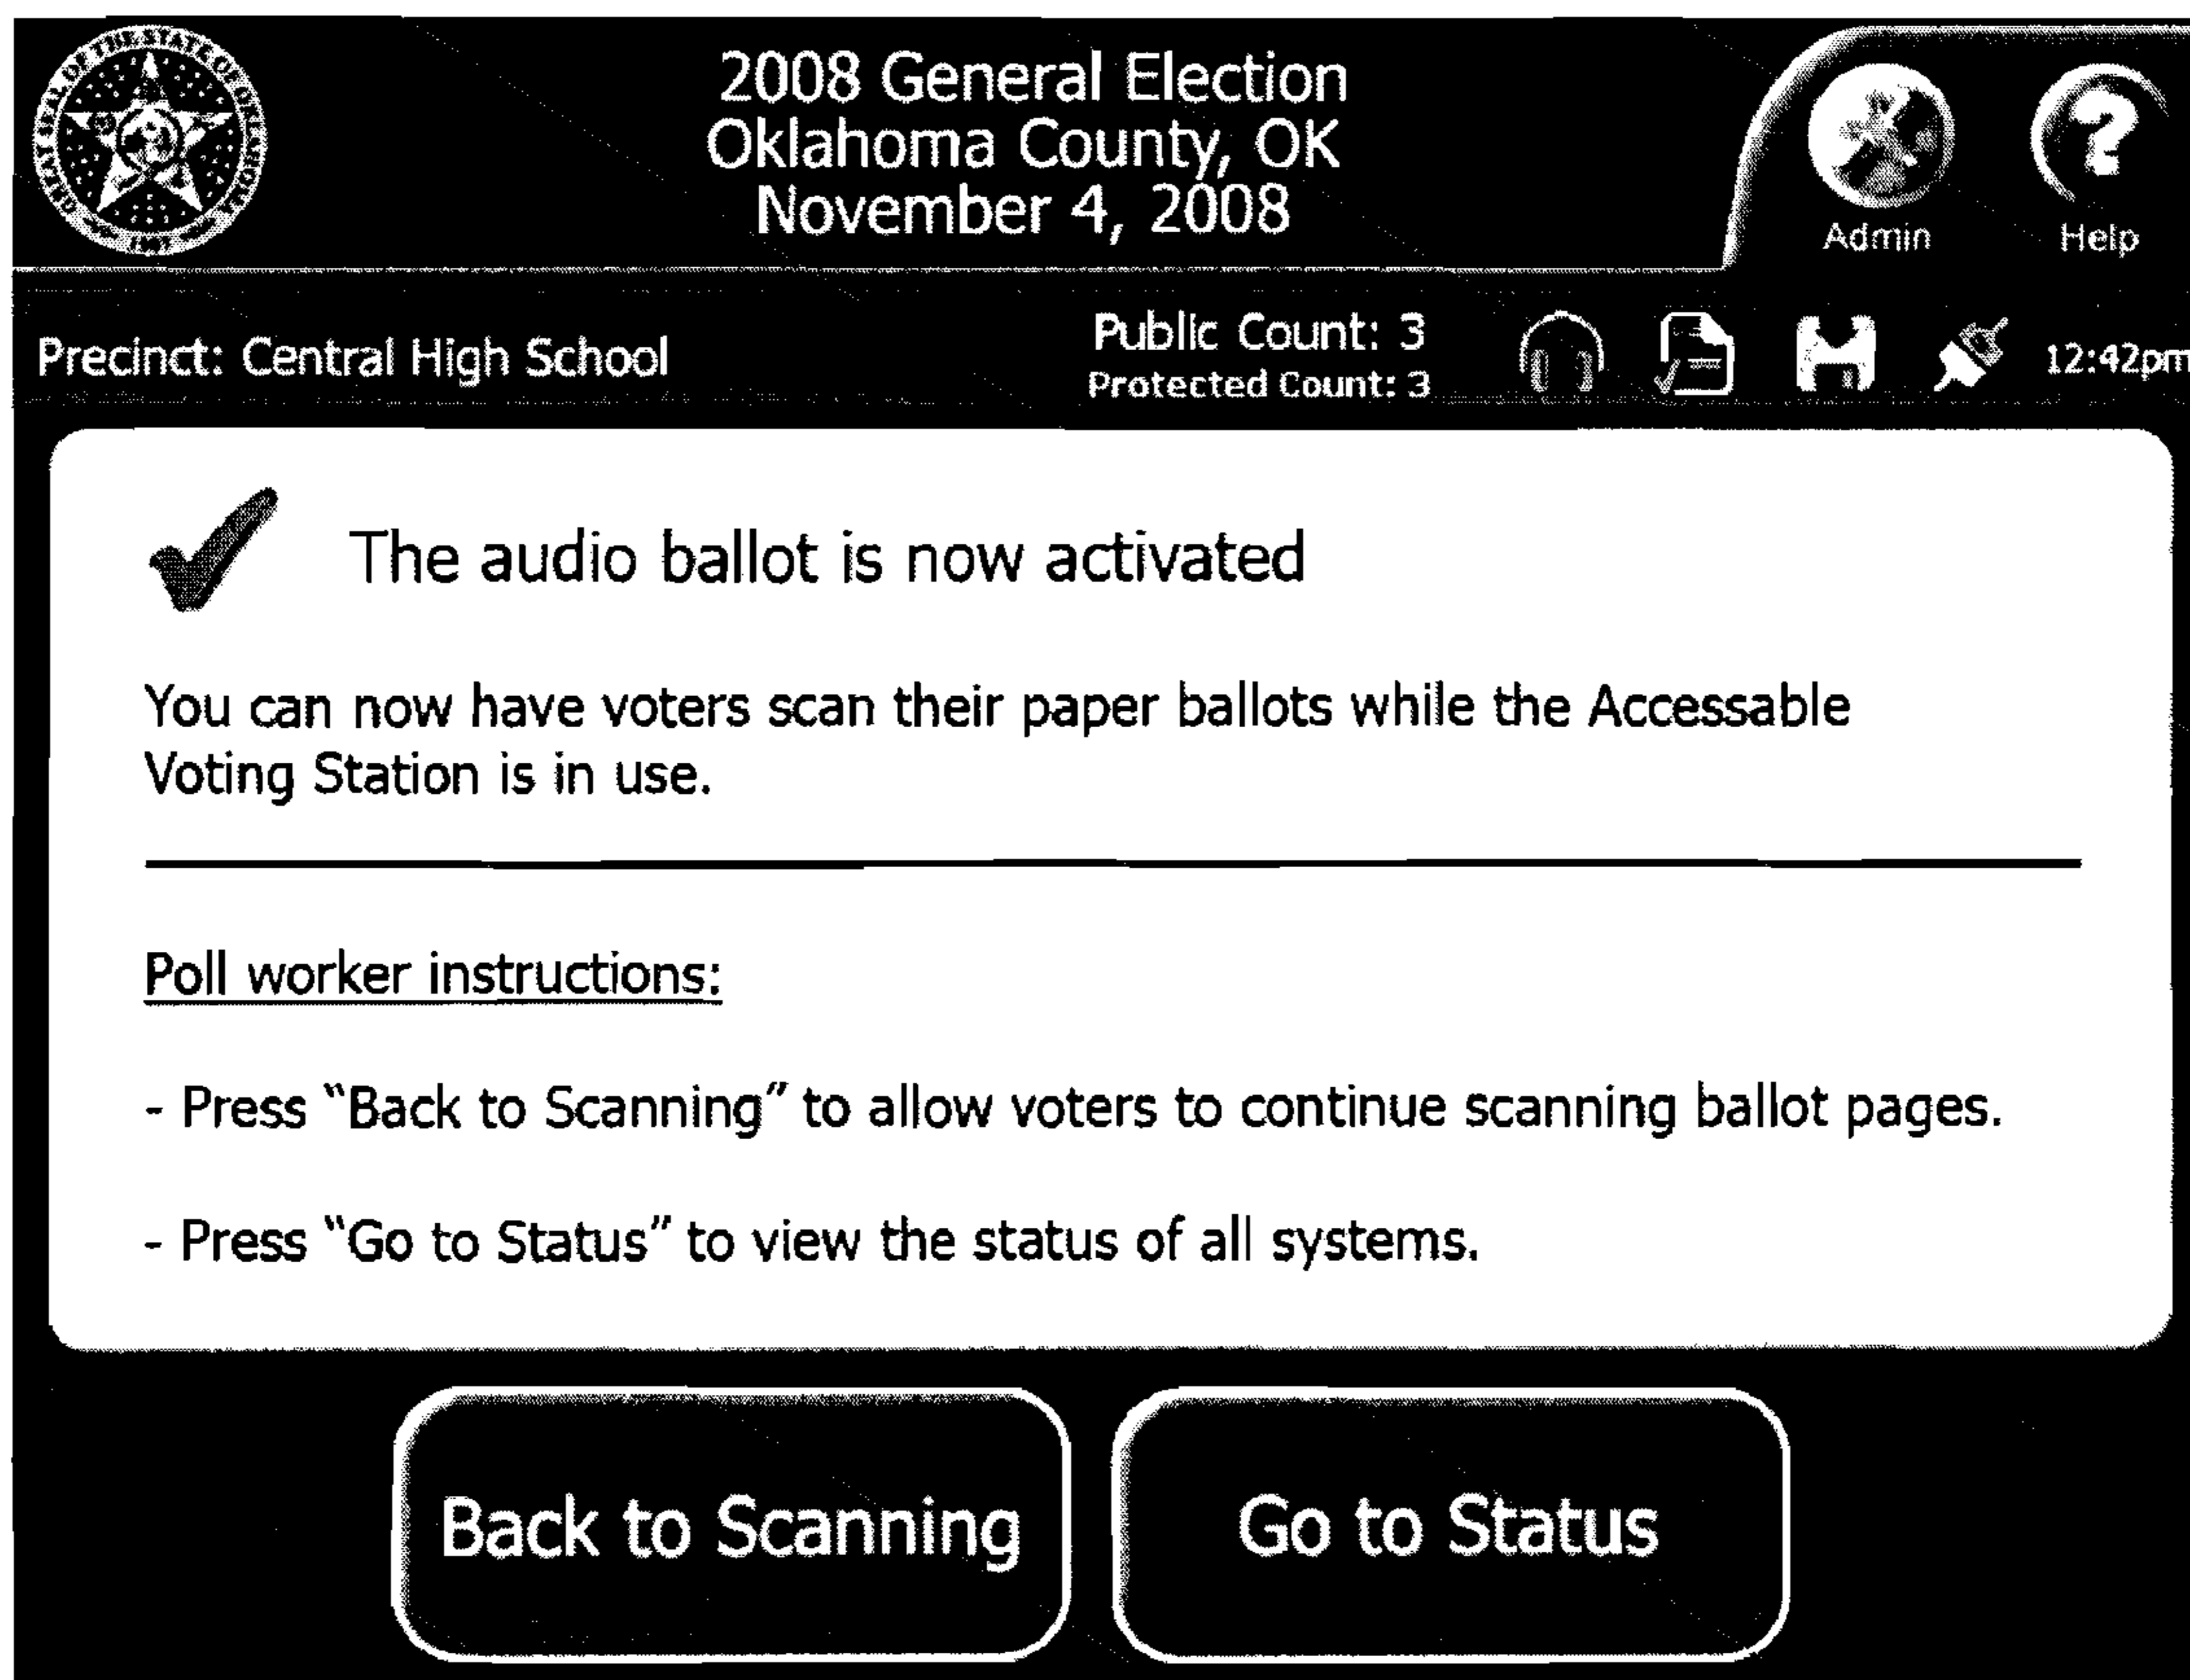 2008 General Election
Oklahoma County, OK
November 4, 2008
Admin
Help
Precinct: Central High School
Public Count: 3
Protected Count: 3
12:42pm
The audio ballot is now activated
You can now have voters scan their paper ballots while the Accessable
Voting Station is in use.
Poll worker instructions:
- Press “Back to Scanning” to allow voters to continue scanning ballot pages.
- Press “Go to Status” to view the status of all systems.
Back to Scanning
Go to Status